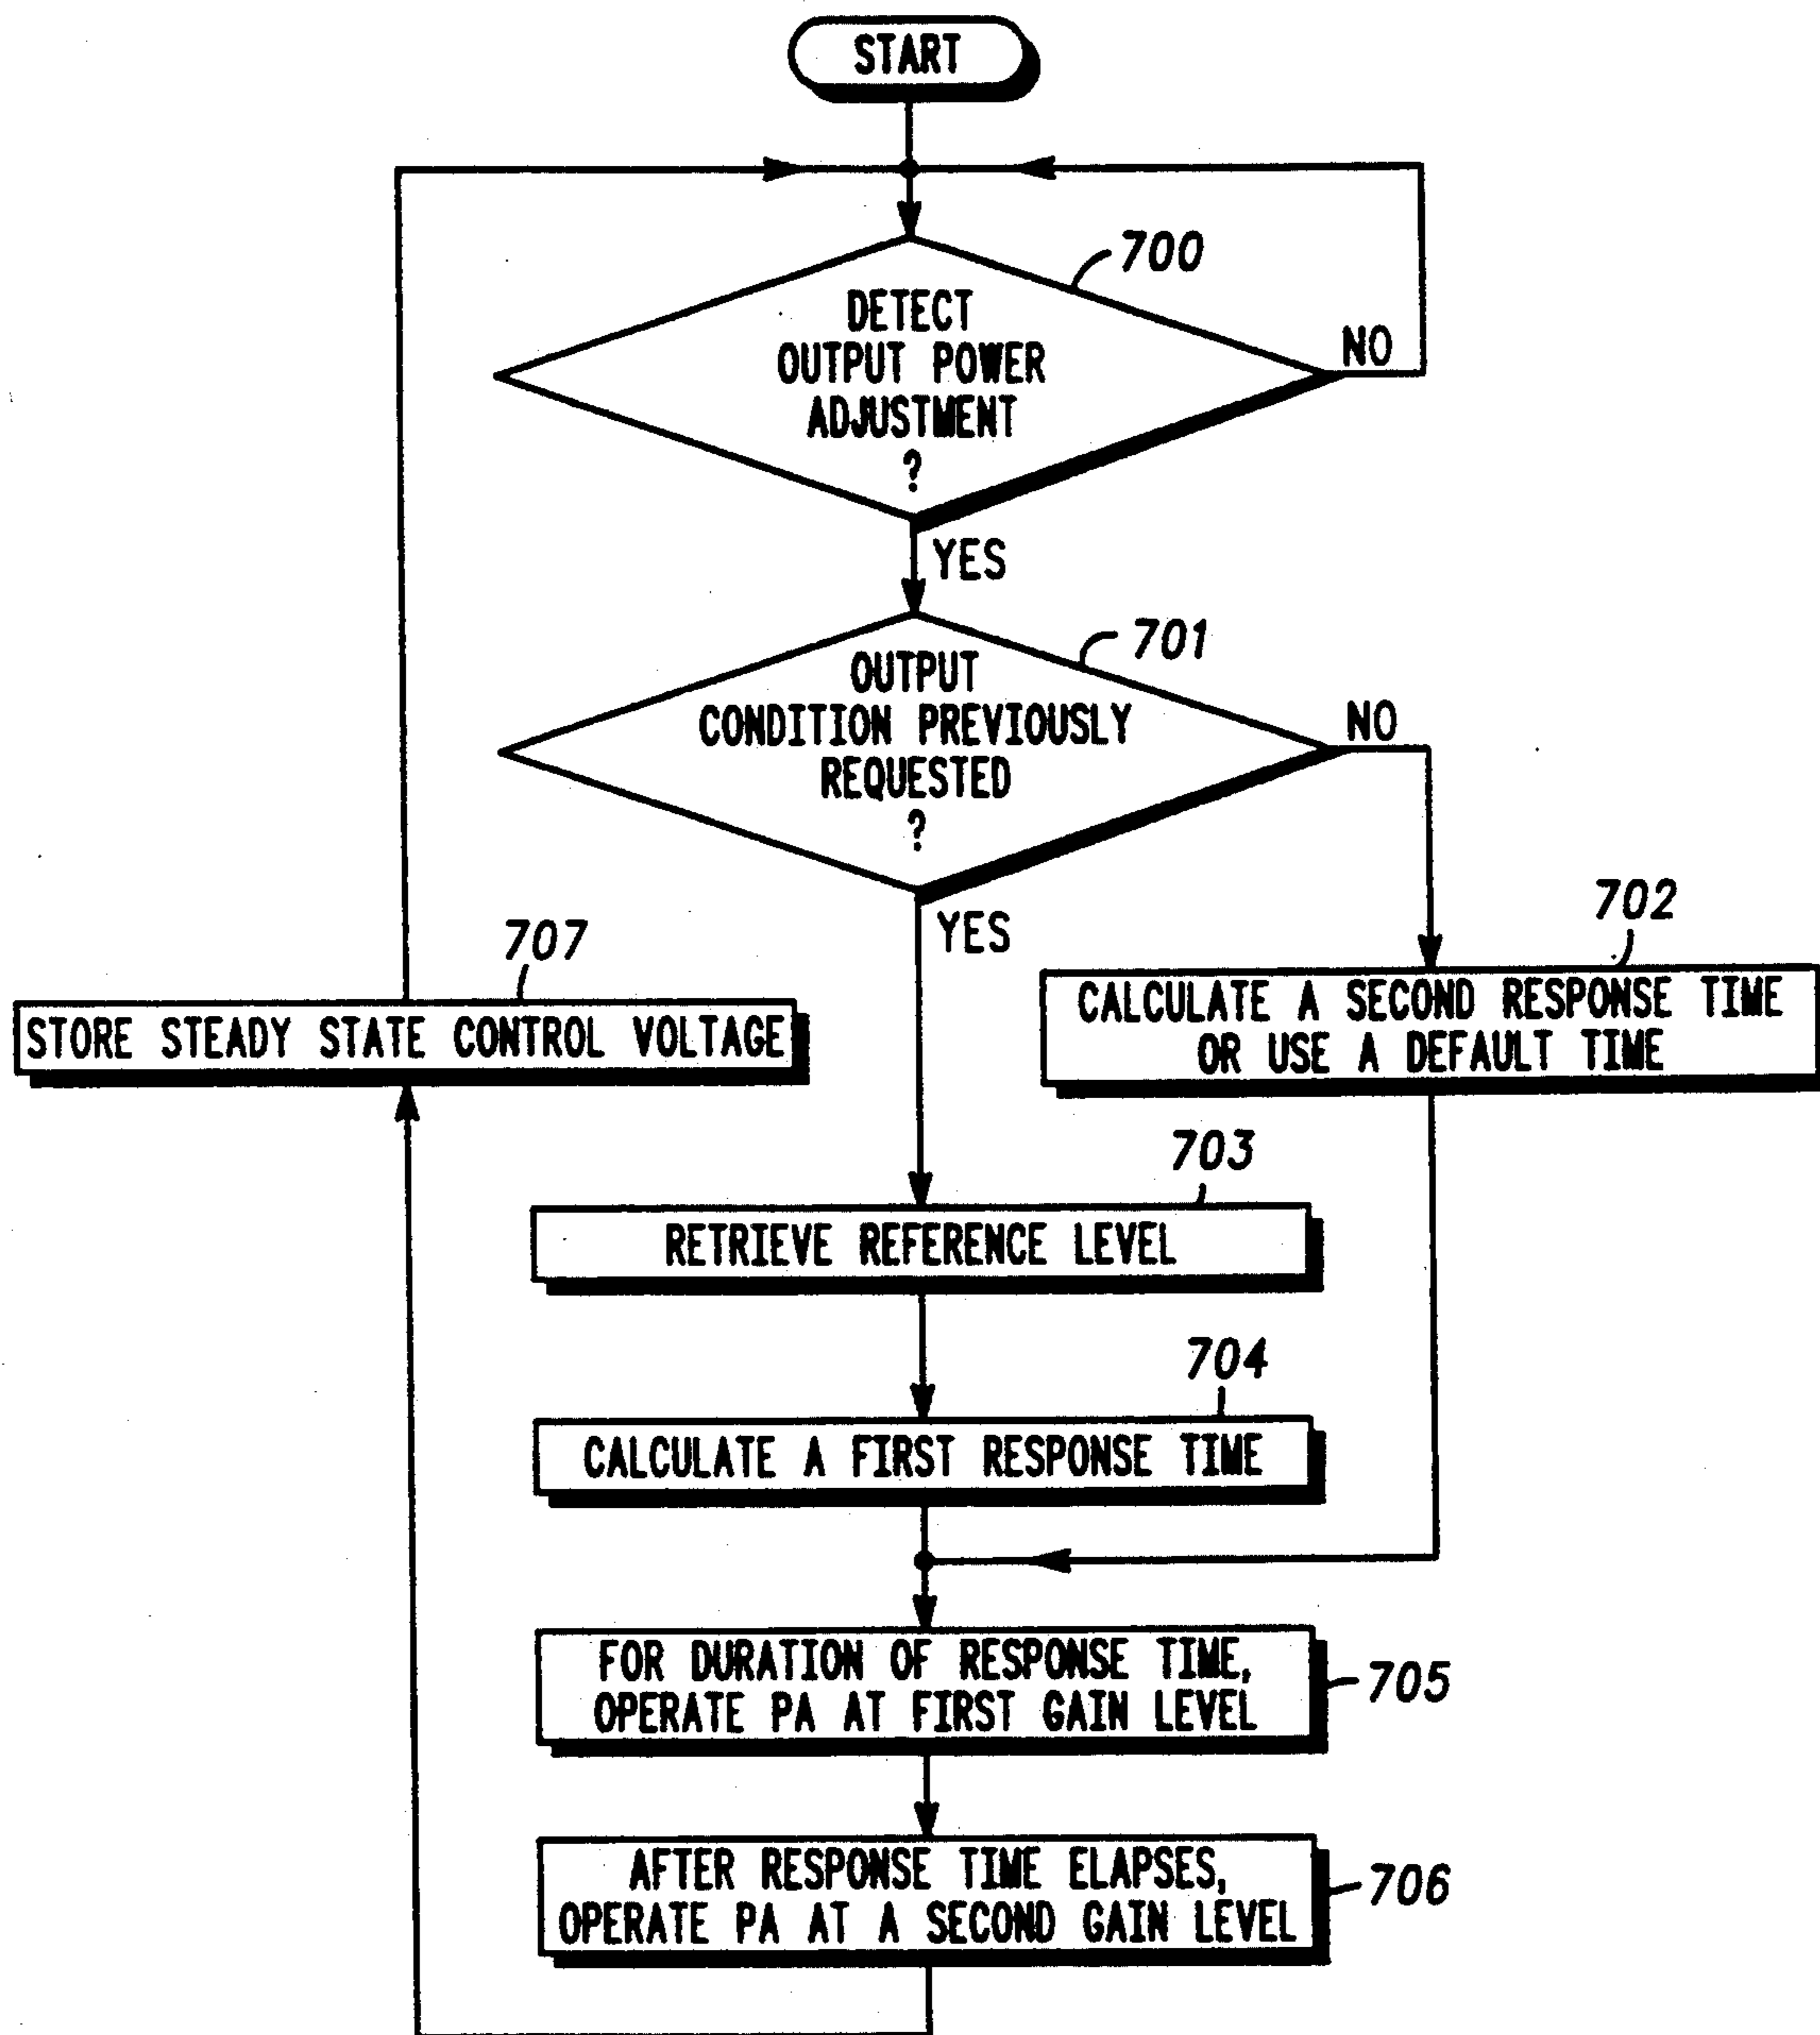 START
700
DETECT
OUTPUT POWER
ADJUSTMENT
?
NO
YES
701
OUTPUT
CONDITION PREVIOUSLY
REQUESTED
?
NO
YES
702
CALCULATE A SECOND RESPONSE TIME
OR USE A DEFAULT TIME
707
STORE STEADY STATE CONTROL VOLTAGE
703
RETRIEVE REFERENCE LEVEL
704
CALCULATE A FIRST RESPONSE TIME
FOR DURATION OF RESPONSE TIME,
OPERATE PA AT FIRST GAIN LEVEL
705
AFTER RESPONSE TIME ELAPSES,
OPERATE PA AT A SECOND GAIN LEVEL
706